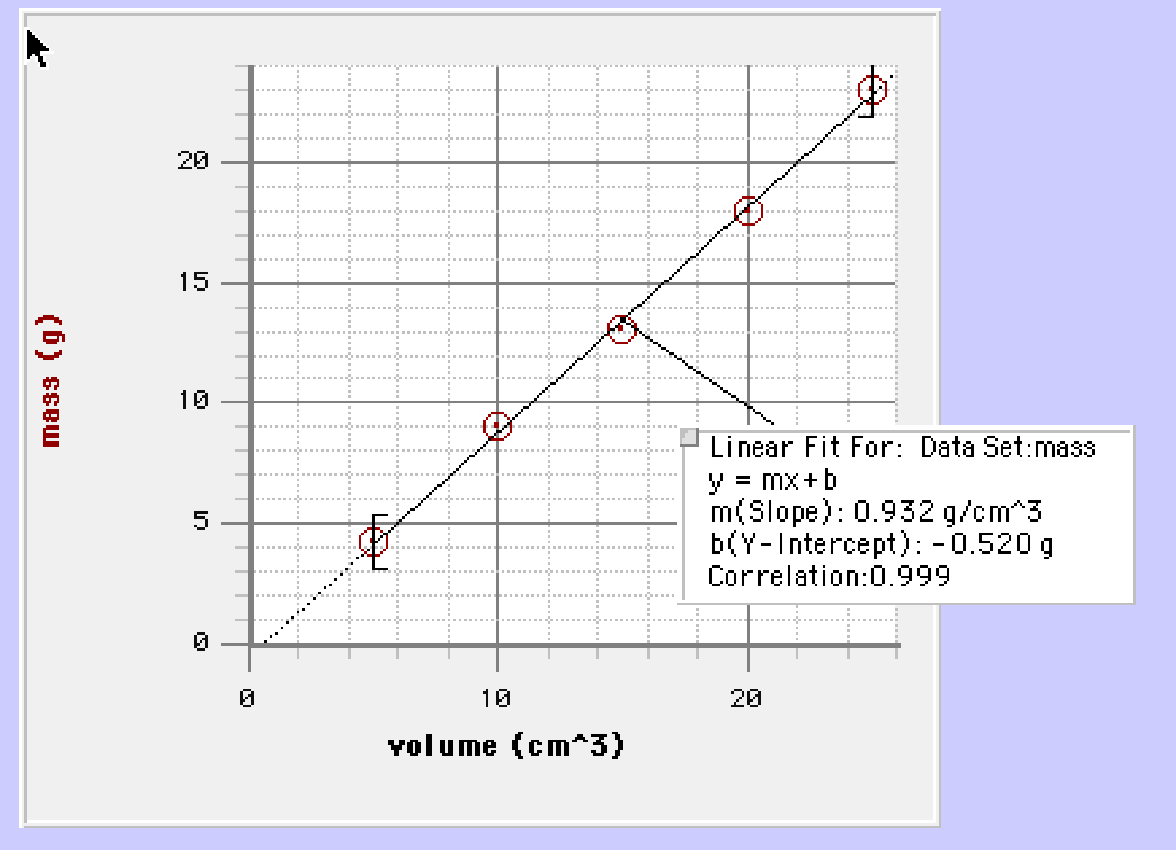 20
15
10
5
0
mass (g)
0 10 20
volume (cm^3)
Linear Fit For: Data Set:mass
y = mx+b
m(Slope): 0.932 g/cm^3
b(Y-Intercept): -0.520 g
Correlation:0.999